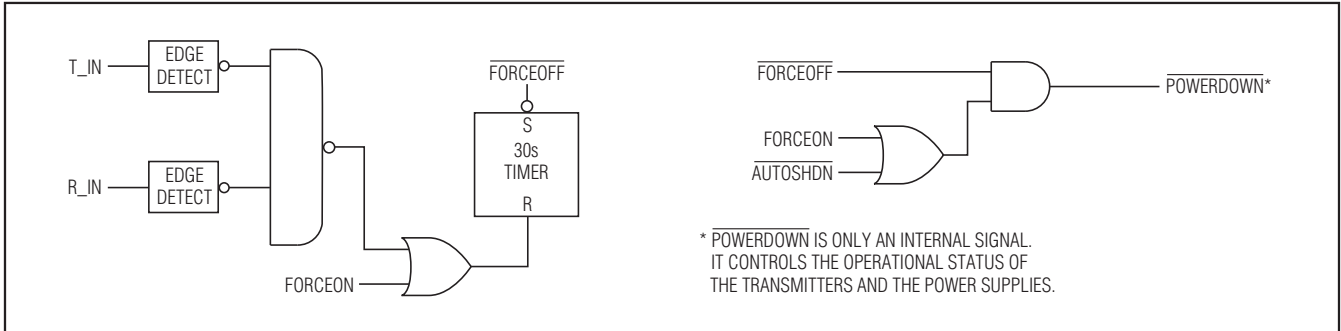 T_IN
EDGE
DETECT
R_IN
EDGE
DETECT
FORCEON
FORCEOFF
S
30s
TIMER
R
FORCEOFF
FORCEON
AUTOSHDN
POWERDOWN*
* POWERDOWN IS ONLY AN INTERNAL SIGNAL.
IT CONTROLS THE OPERATIONAL STATUS OF
THE TRANSMITTERS AND THE POWER SUPPLIES.